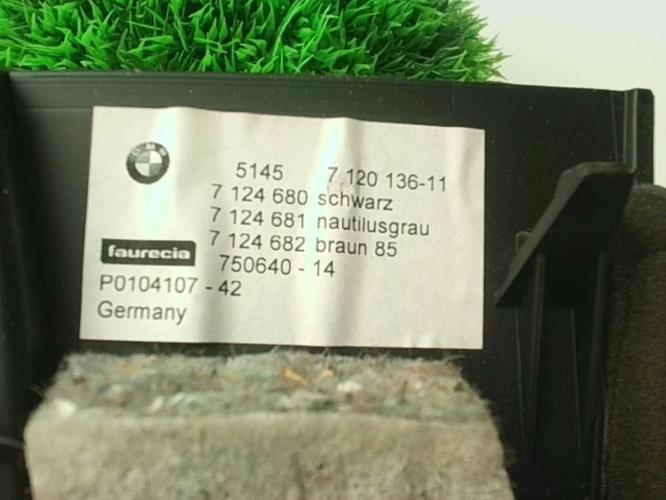 BMW
5145 7 120 136-11
7 124 680 schwarz
7 124 681 nautilusgrau
7 124 682 braun 85
faurecia
750640 - 14
P0104107 - 42
Germany